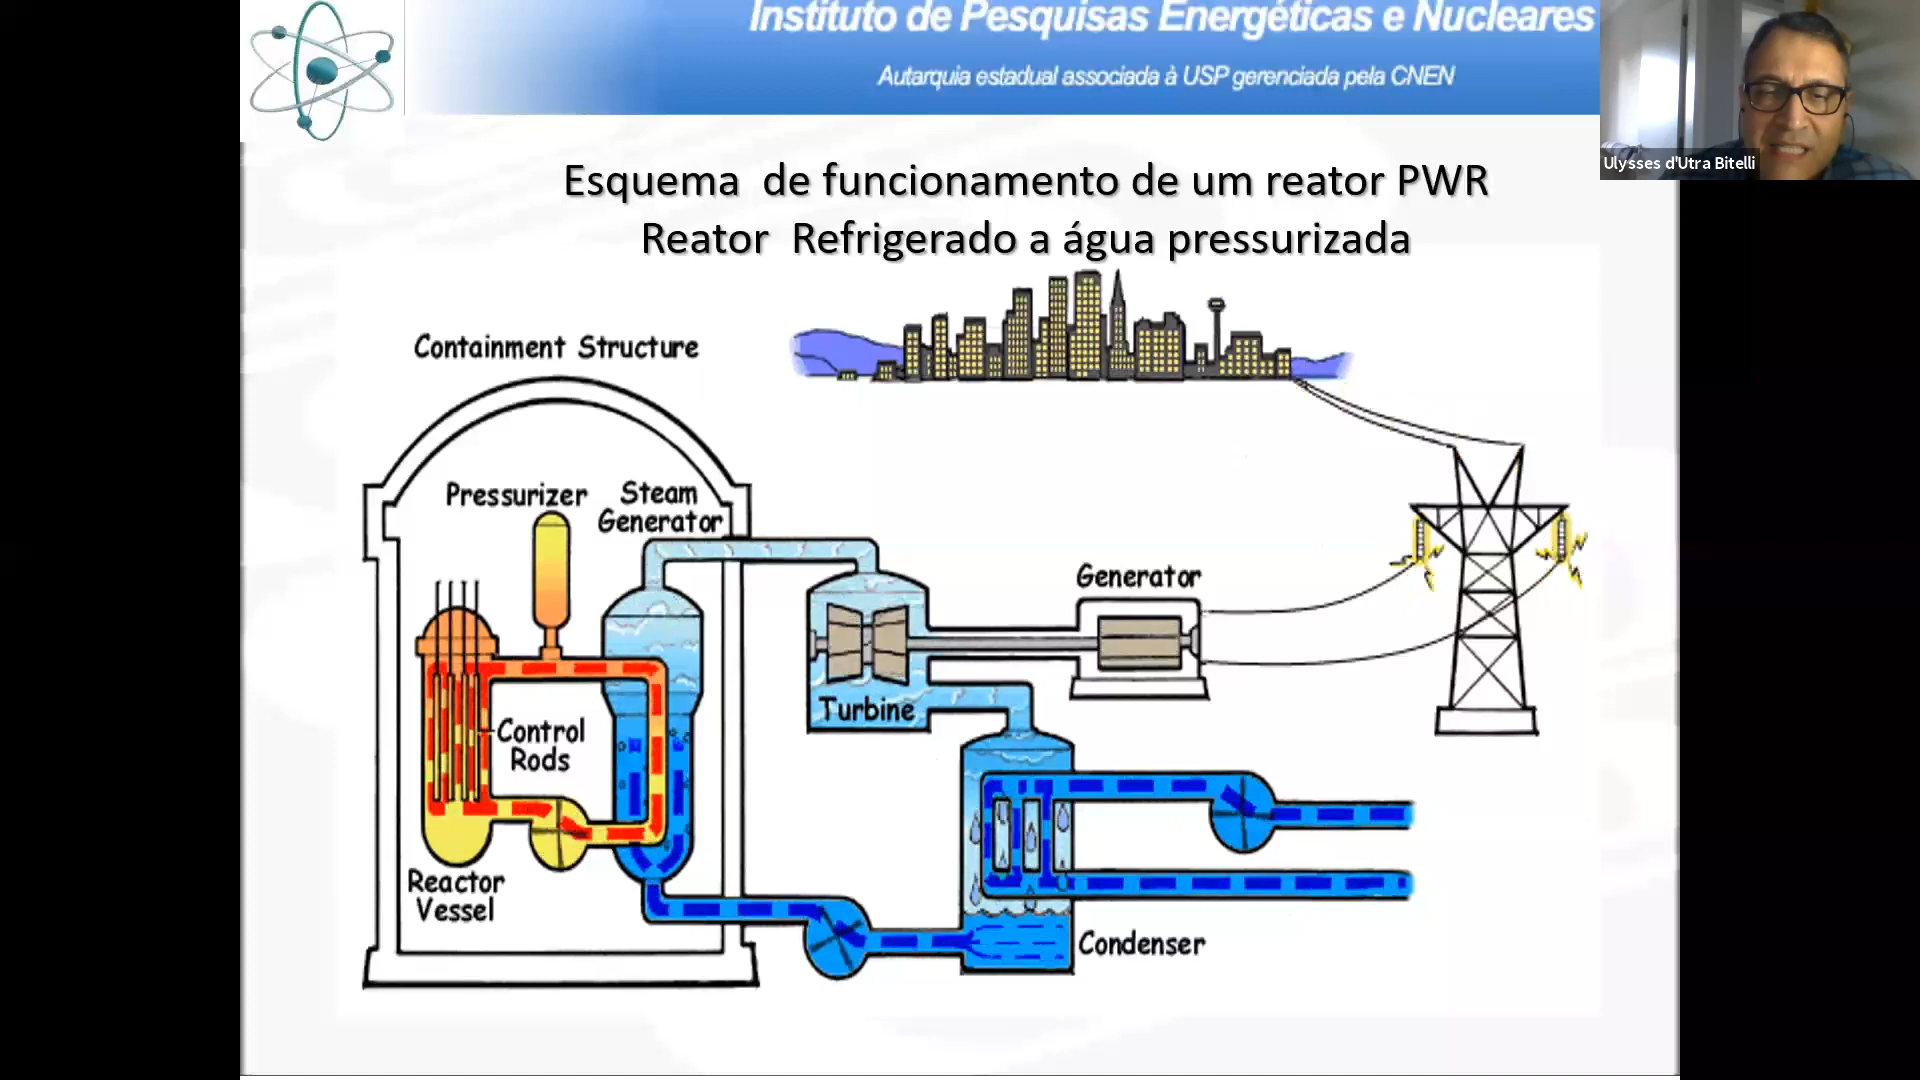 Instituto de Pesquisas Energéticas e Nucleares
Autarquia estadual associada à USP gerenciada pela CNEN
Ulysses d'Utra Bitelli
Esquema de funcionamento de um reator PWR
Reator Refrigerado a água pressurizada
Containment Structure
Pressurizer
Steam
Generator
Generator
Turbine
Control
Rods
Reactor
Vessel
Condenser